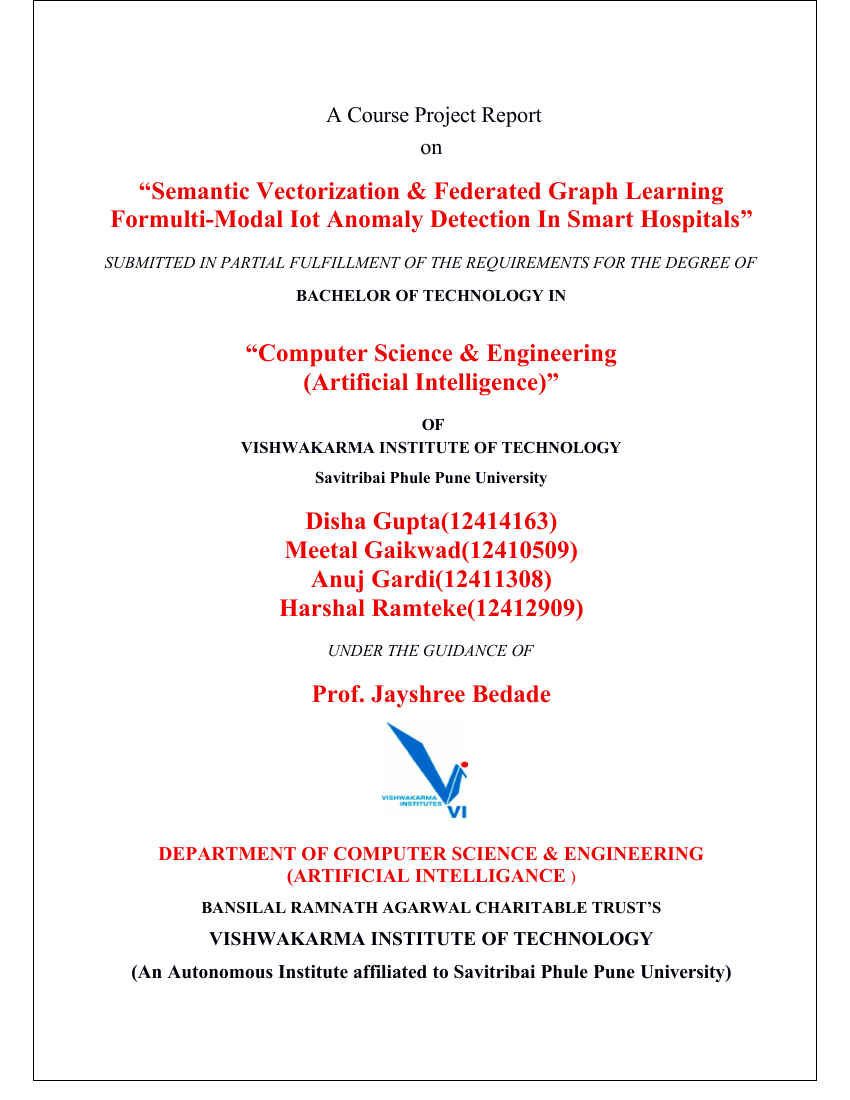 A Course Project Report
on
“Semantic Vectorization & Federated Graph Learning
Formulti-Modal Iot Anomaly Detection In Smart Hospitals”
SUBMITTED IN PARTIAL FULFILLMENT OF THE REQUIREMENTS FOR THE DEGREE OF
BACHELOR OF TECHNOLOGY IN
“Computer Science & Engineering
(Artificial Intelligence)”
OF
VISHWAKARMA INSTITUTE OF TECHNOLOGY
Savitribai Phule Pune University
Disha Gupta(12414163)
Meetal Gaikwad(12410509)
Anuj Gardi(12411308)
Harshal Ramteke(12412909)
UNDER THE GUIDANCE OF
Prof. Jayshree Bedade
VISHWAKARMA
INSTITUTES
VI
DEPARTMENT OF COMPUTER SCIENCE & ENGINEERING
(ARTIFICIAL INTELLIGANCE )
BANSILAL RAMNATH AGARWAL CHARITABLE TRUST’S
VISHWAKARMA INSTITUTE OF TECHNOLOGY
(An Autonomous Institute affiliated to Savitribai Phule Pune University)